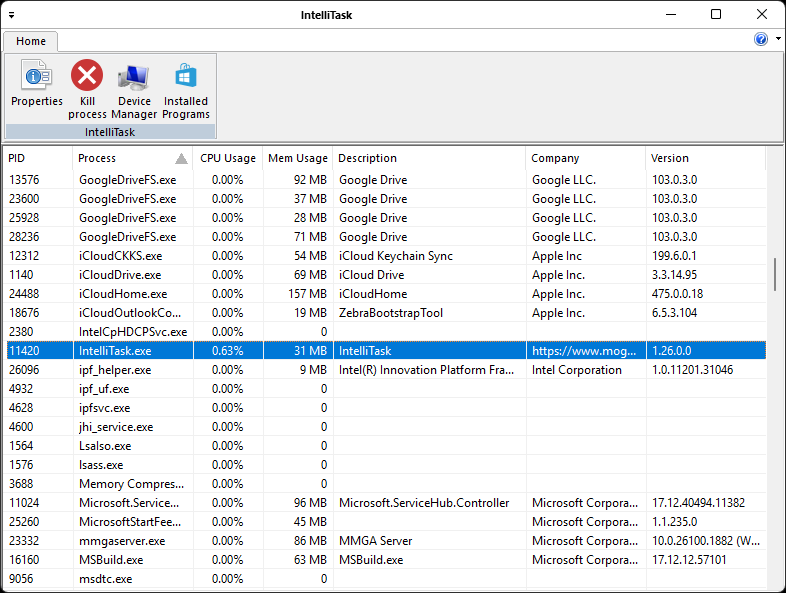 IntelliTask
Home
Properties Kill process Device Manager Installed Programs
IntelliTask
PID Process CPU Usage Mem Usage Description Company Version
13576 GoogleDriveFS.exe 0.00% 92 MB Google Drive Google LLC. 103.0.3.0
23600 GoogleDriveFS.exe 0.00% 37 MB Google Drive Google LLC. 103.0.3.0
25928 GoogleDriveFS.exe 0.00% 28 MB Google Drive Google LLC. 103.0.3.0
28236 GoogleDriveFS.exe 0.00% 71 MB Google Drive Google LLC. 103.0.3.0
12312 iCloudCKKS.exe 0.00% 54 MB iCloud Keychain Sync Apple Inc 199.6.0.1
1140 iCloudDrive.exe 0.00% 69 MB iCloud Drive Apple Inc. 3.3.14.95
24488 iCloudHome.exe 0.00% 157 MB iCloudHome Apple Inc. 475.0.0.18
18676 iCloudOutlookCo... 0.00% 19 MB ZebraBootstrapTool Apple Inc. 6.5.3.104
2380 IntelCpHDCPSvc.exe 0.00% 0
11420 IntelliTask.exe 0.63% 31 MB IntelliTask https://www.mog... 1.26.0.0
26096 ipf_helper.exe 0.00% 9 MB Intel(R) Innovation Platform Fra... Intel Corporation 1.0.11201.31046
4932 ipf_uf.exe 0.00% 0
4628 ipfsvc.exe 0.00% 0
4600 jhi_service.exe 0.00% 0
1564 LsaIso.exe 0.00% 0
1576 lsass.exe 0.00% 0
3688 Memory Compres... 0.00% 0
11024 Microsoft.Service... 0.00% 96 MB Microsoft.ServiceHub.Controller Microsoft Corpora... 17.12.40494.11382
25260 MicrosoftStartFee... 0.00% 45 MB Microsoft Corpora... 1.1.235.0
23332 mmgaserver.exe 0.00% 86 MB MMGA Server Microsoft Corpora... 10.0.26100.1882 (W...
16160 MSBuild.exe 0.00% 63 MB MSBuild.exe Microsoft Corpora... 17.12.12.57101
9056 msdtc.exe 0.00% 0